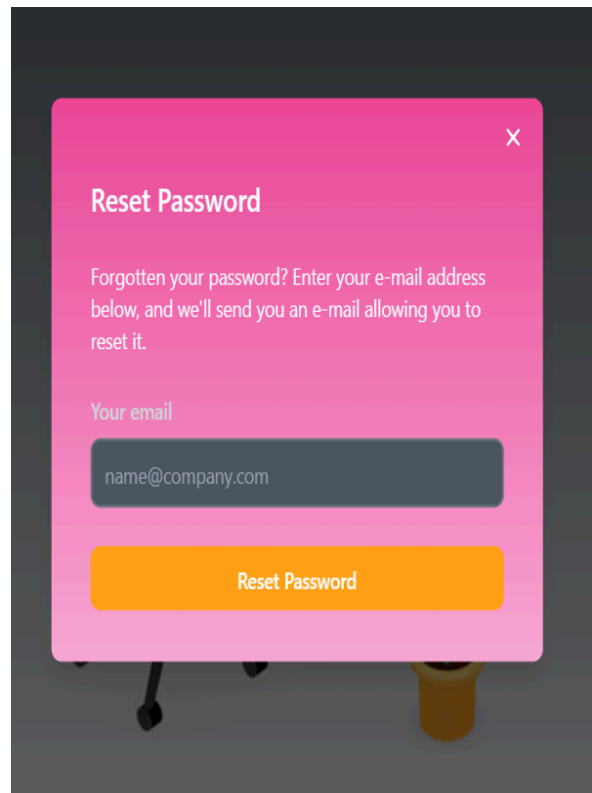 X
Reset Password
Forgotten your password? Enter your e-mail address
below, and we'll send you an e-mail allowing you to
reset it.
Your email
name@company.com
Reset Password